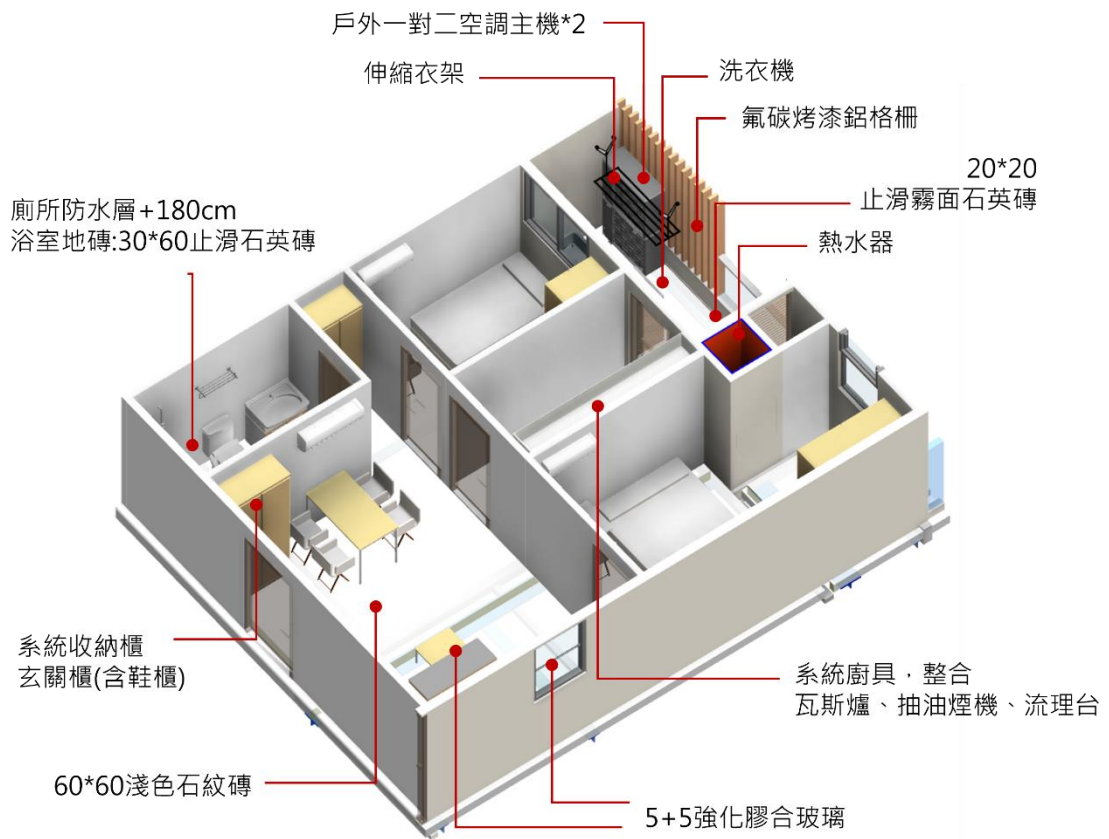 戶外一對二空調主機*2
伸縮衣架
洗衣機
氟碳烤漆鋁格柵
20*20
止滑霧面石英磚
熱水器
廁所防水層+180cm
浴室地磚:30*60止滑石英磚
系統收納櫃
玄關櫃(含鞋櫃)
系統廚具，整合
瓦斯爐、抽油煙機、流理台
60*60淺色石紋磚
5+5強化膠合玻璃